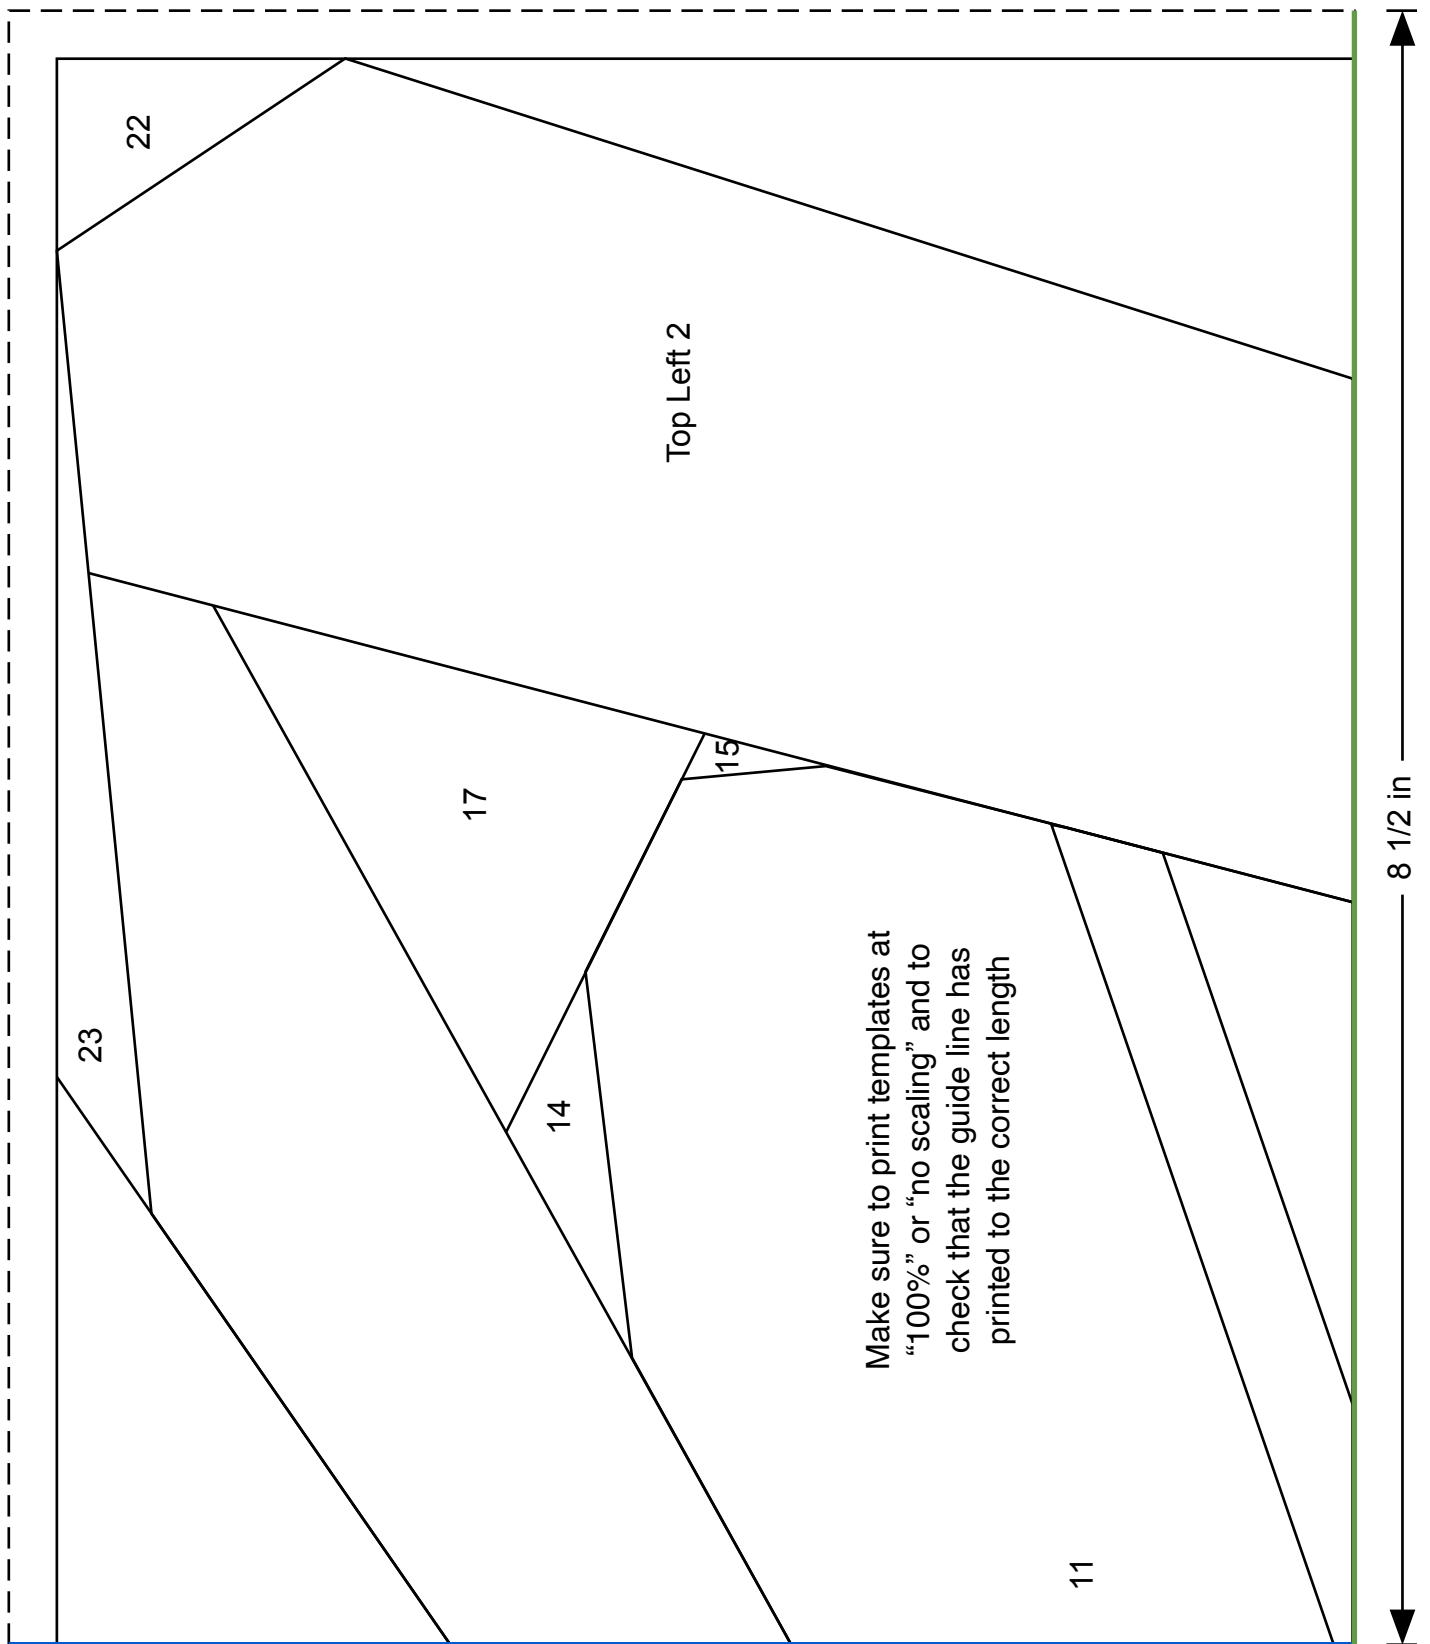 22
Top Left 2
23
17
15
14
Make sure to print templates at
“100%” or “no scaling” and to
check that the guide line has
printed to the correct length
11
8 1/2 in